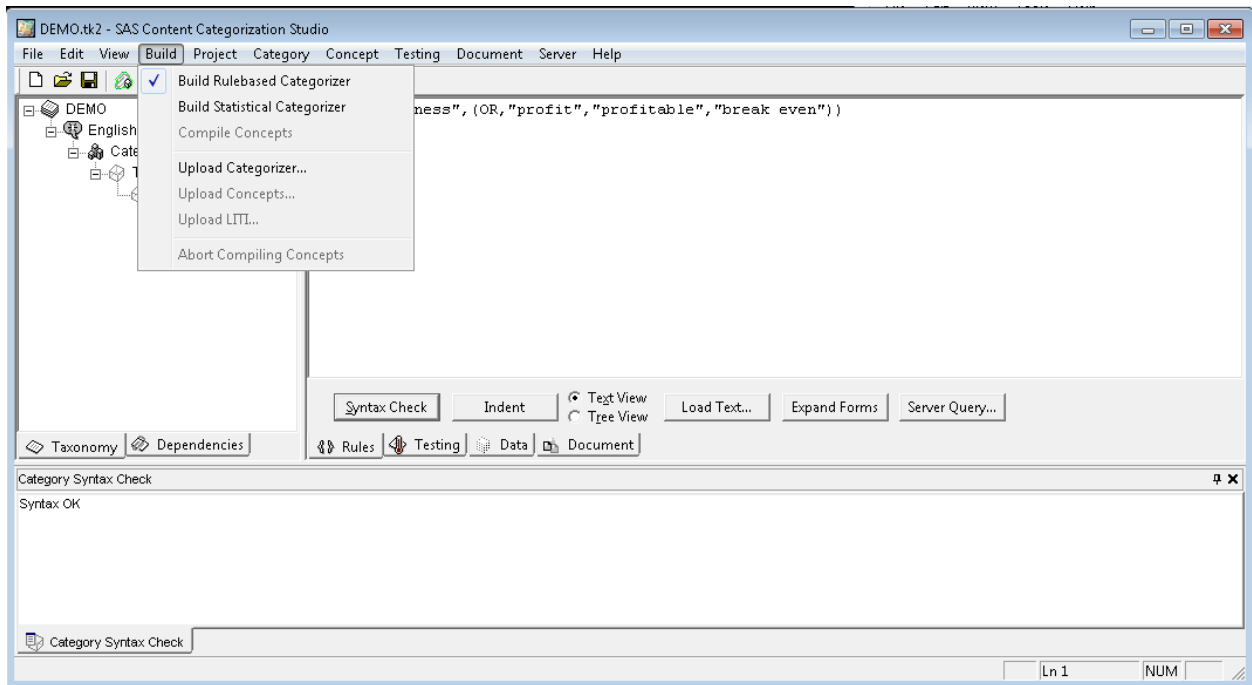 DEMO.tk2 - SAS Content Categorization Studio
File Edit View Build Project Category Concept Testing Document Server Help
Build Rulebased Categorizer
Build Statistical Categorizer
Compile Concepts
Upload Categorizer...
Upload Concepts...
Upload LITI...
Abort Compiling Concepts
DEMO
English
Cate
ness",(OR,"profit","profitable","break even"))
Syntax Check Indent Text View Tree View Load Text... Expand Forms Server Query...
Taxonomy Dependencies Rules Testing Data Document
Category Syntax Check
Syntax OK
Category Syntax Check
Ln 1 NUM